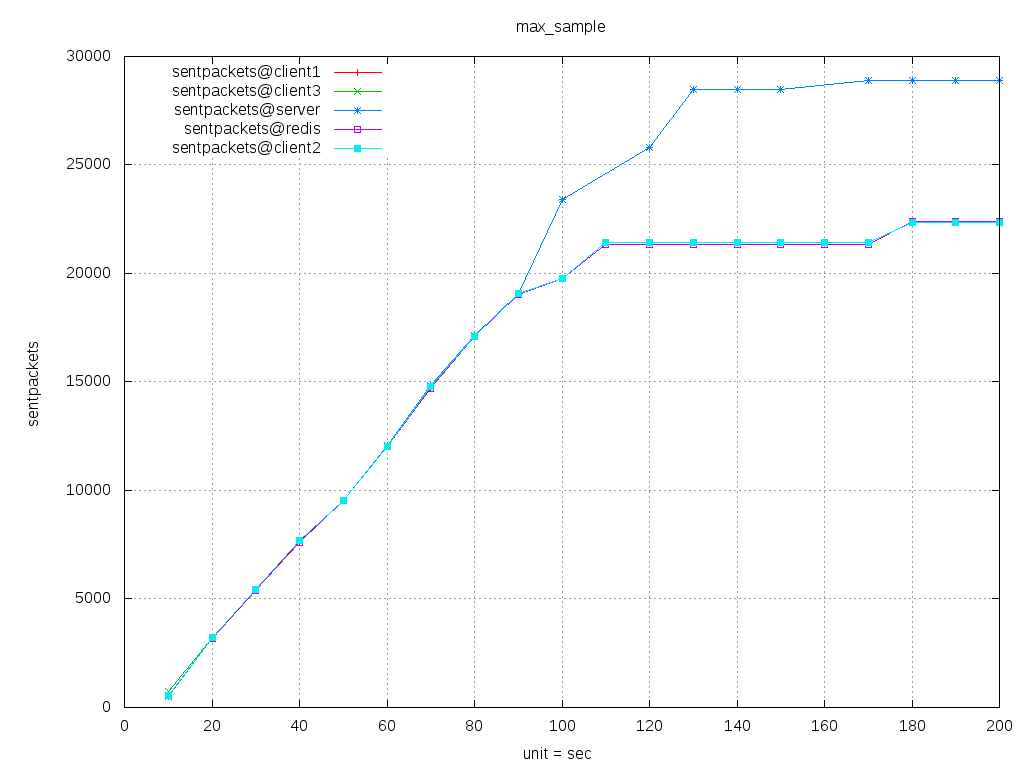 max_sample
30000
25000
20000
15000
10000
5000
0
sentpackets
sentpackets@client1
sentpackets@client3
sentpackets@server
sentpackets@redis
sentpackets@client2
0 20 40 60 80 100 120 140 160 180 200
unit = sec